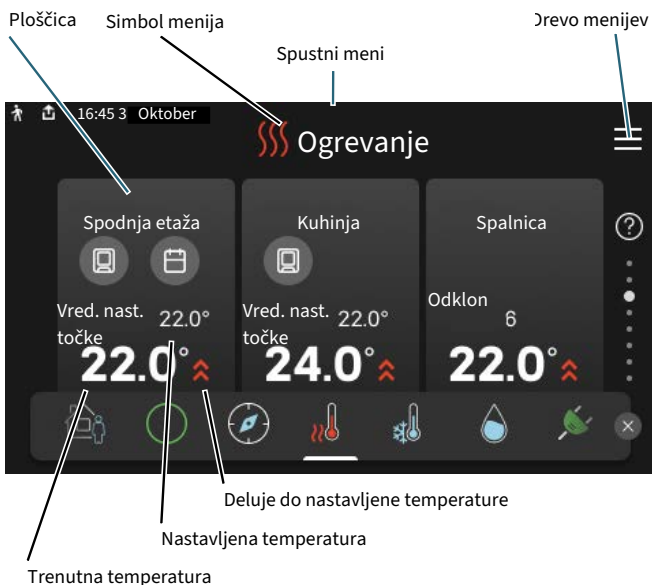 Ploščica
Simbol menija
Drevo menijev
Spustni meni
16:45 3 Oktober
Ogrevanje
Spodnja etaža
Kuhinja
Spalnica
?
Vred. nast.
točke
22.0°
Vred. nast.
točke
22.0°
Odklon
6
22.0°
24.0°
22.0°
Deluje do nastavljene temperature
Nastavljena temperatura
Trenutna temperatura